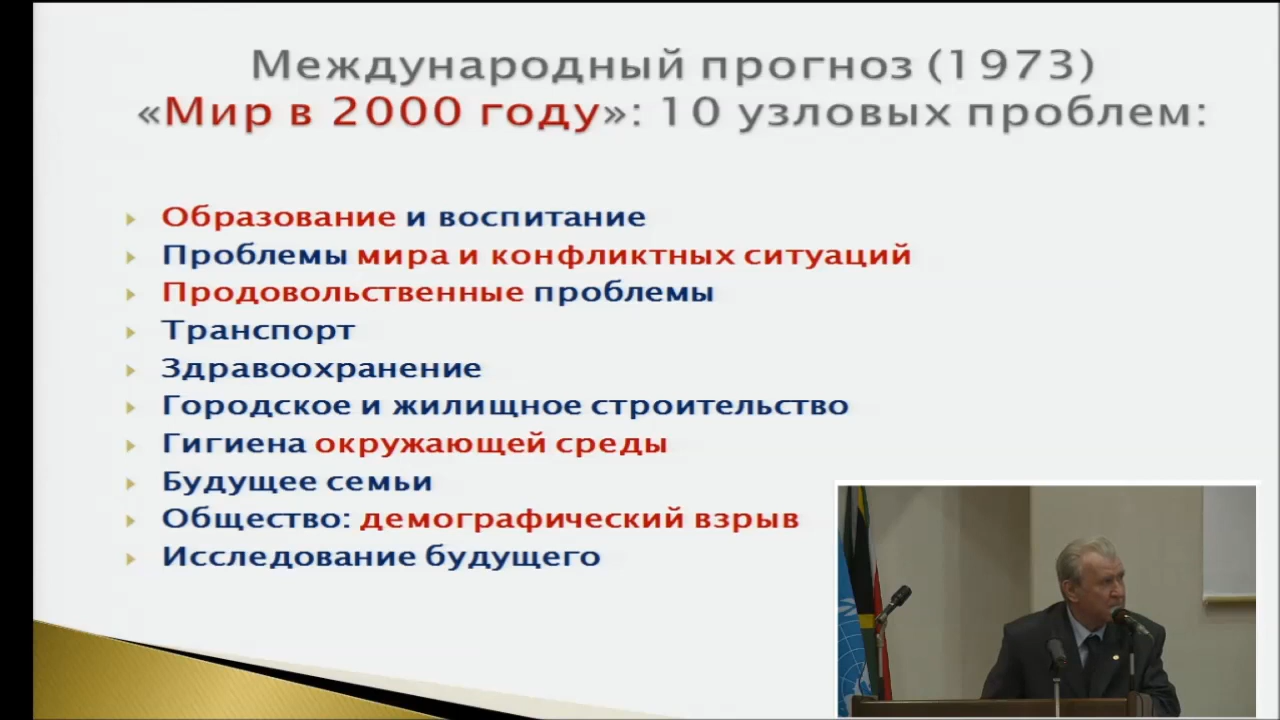 Международный прогноз (1973)
«Мир в 2000 году»: 10 узловых проблем:
Образование и воспитание
Проблемы мира и конфликтных ситуаций
Продовольственные проблемы
Транспорт
Здравоохранение
Городское и жилищное строительство
Гигиена окружающей среды
Будущее семьи
Общество: демографический взрыв
Исследование будущего